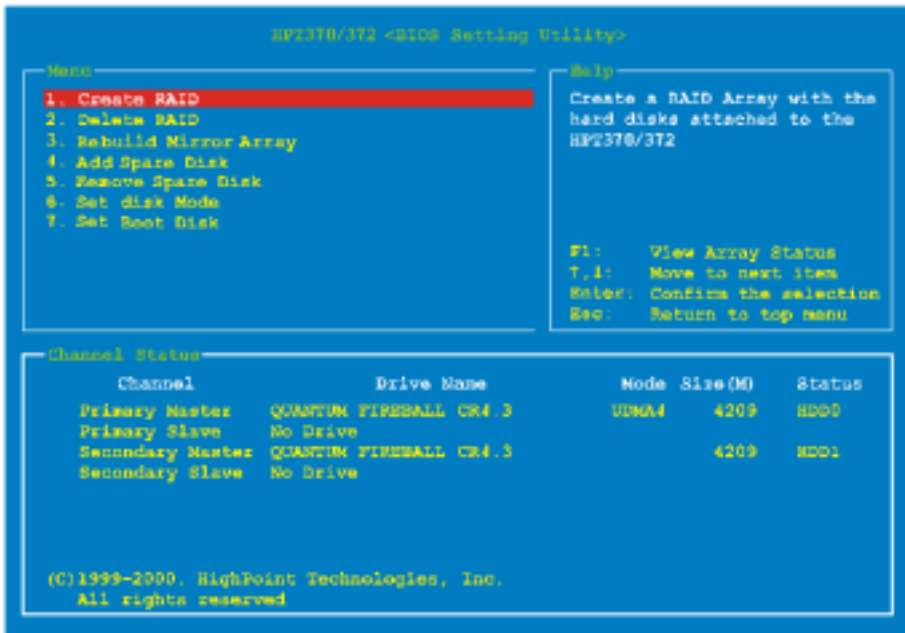 HPT370/372 <BIOS Setting Utility>
Menu
1. Create RAID
2. Delete RAID
3. Rebuild Mirror Array
4. Add Spare Disk
5. Remove Spare Disk
6. Set disk Mode
7. Set Boot Disk
Help
Create a RAID Array with the
hard disks attached to the
HPT370/372
F1: View Array Status
↑,↓: Move to next item
Enter: Confirm the selection
Esc: Return to top menu
Channel Status
Channel Drive Name Mode Size(M) Status
Primary Master QUANTUM FIREBALL CR4.3 UDMA4 4209 HDD0
Primary Slave No Drive
Secondary Master QUANTUM FIREBALL CR4.3 4209 HDD1
Secondary Slave No Drive
(C)1999-2000. HighPoint Technologies, Inc.
All rights reserved